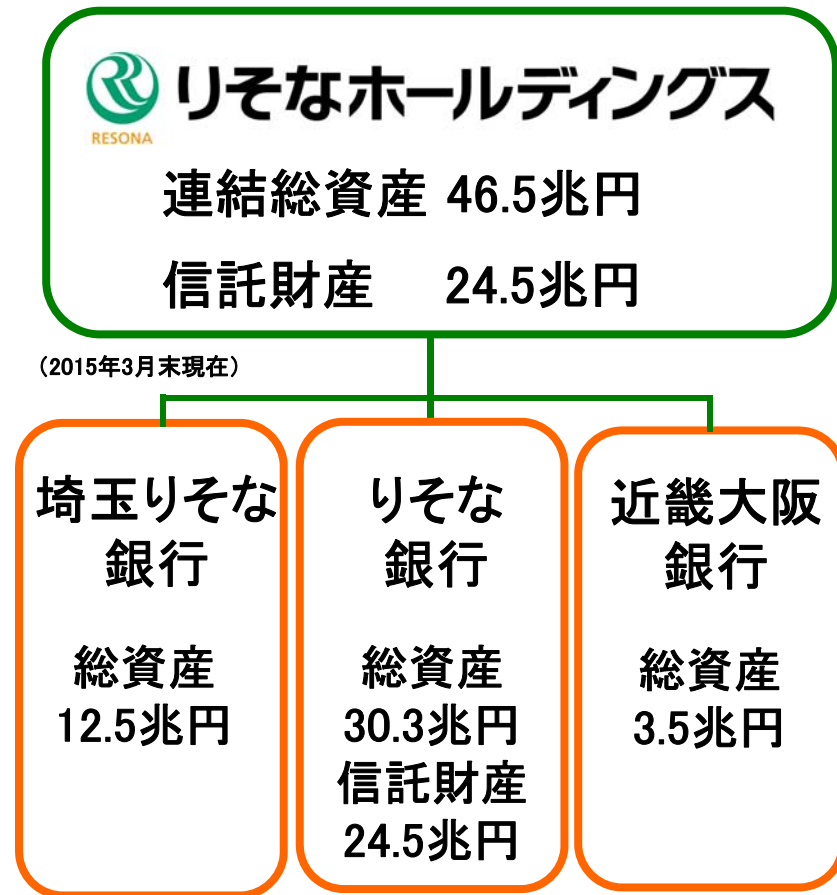 りそなホールディングス
RESONA
連結総資産 46.5兆円
信託財産 24.5兆円
(2015年3月末現在)
埼玉りそな
銀行
総資産
12.5兆円
りそな
銀行
総資産
30.3兆円
信託財産
24.5兆円
近畿大阪
銀行
総資産
3.5兆円